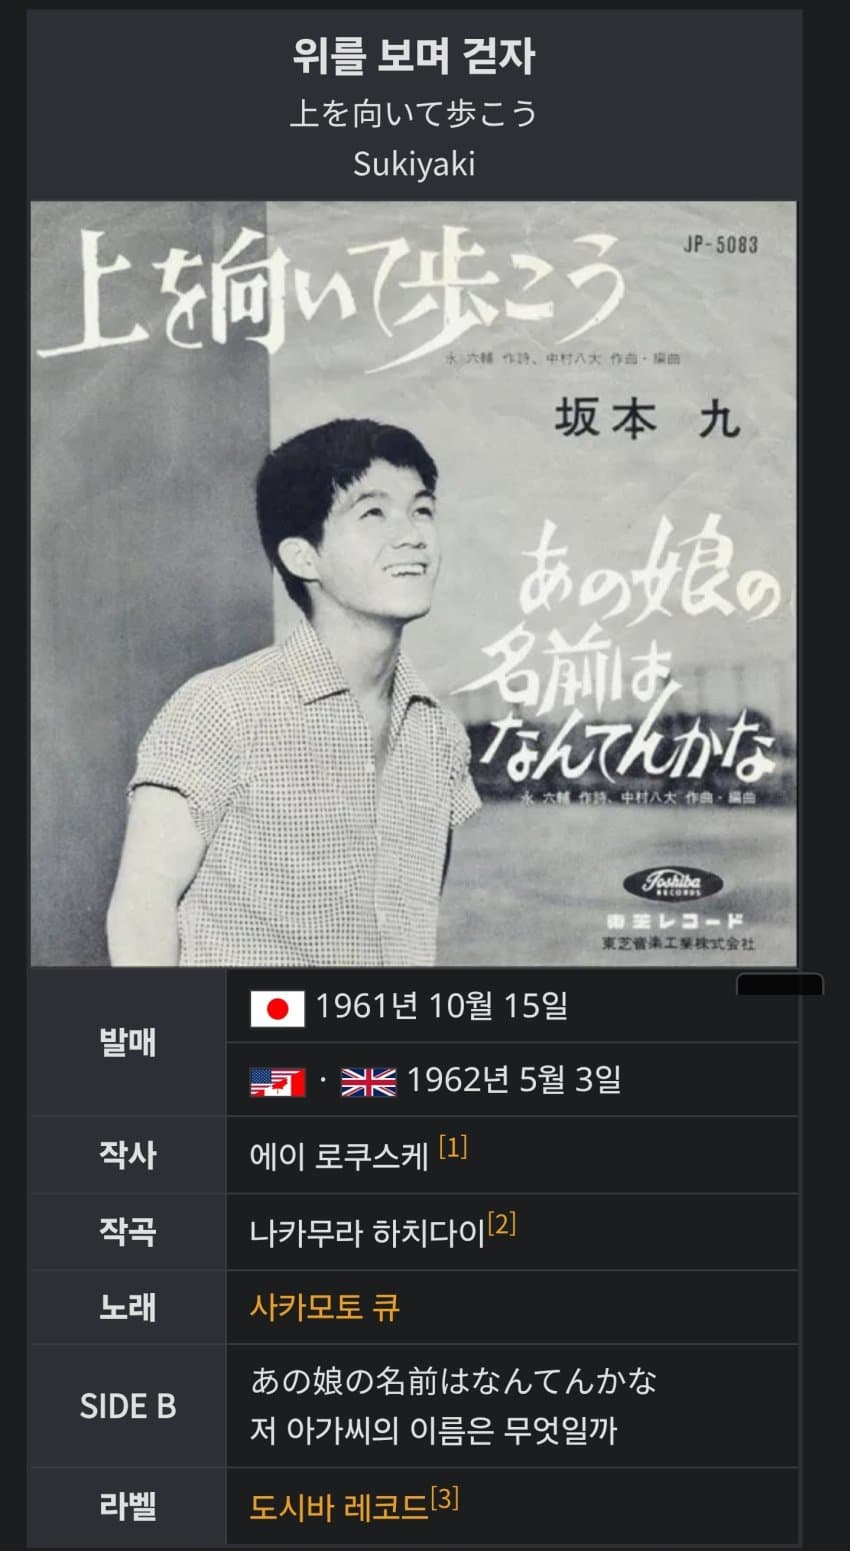 위를 보며 걷자
上を向いて歩こう
Sukiyaki
上を向いて歩こう
JP-5083
永 六輔 作詩、中村八大 作曲・編曲
坂本 九
あの娘の
名前は
なんてんかな
永 六輔 作詩、中村八大 作曲・編曲
Toshiba
RECORDS
東芝レコード
東芝音楽工業株式会社
발매
1961년 10월 15일
· 1962년 5월 3일
작사
에이 로쿠스케 [1]
작곡
나카무라 하치다이[2]
노래
사카모토 큐
SIDE B
あの娘の名前はなんてんかな
저 아가씨의 이름은 무엇일까
라벨
도시바 레코드[3]